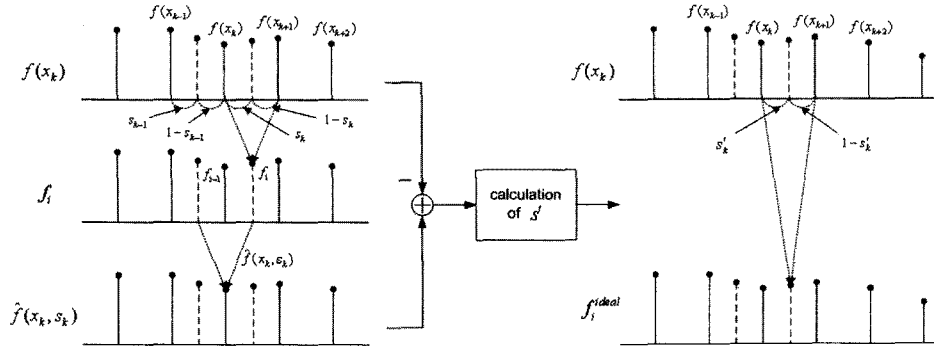 f(x_{k-1}) f(x_k) f(x_{k+1}) f(x_{k+2})
f(x_k)
s_{k-1} 1-s_{k-1} s_k 1-s_k
f_i
f_{i-1} f_i
f̂(x_k, s_k)
f̂(x_k, s_k)
−
+
calculation
of s'
f(x_{k-1}) f(x_k) f(x_{k+1}) f(x_{k+2})
f(x_k)
s'_k 1-s'_k
f_i^{ideal}